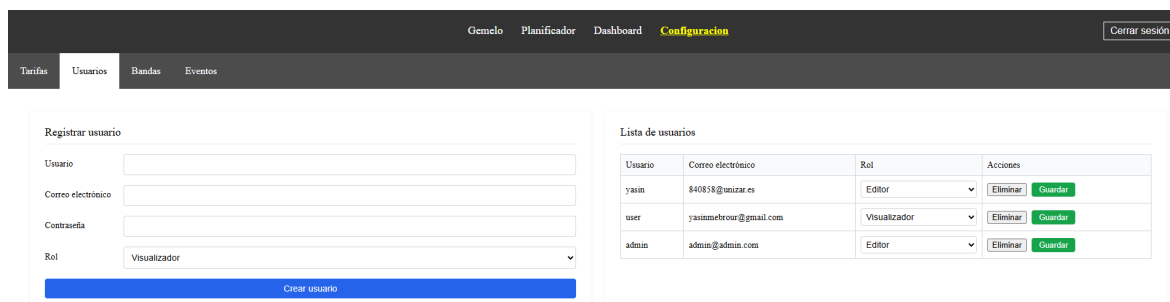 Gemelo Planificador Dashboard Configuracion Cerrar sesión
Tarifas Usuarios Bandas Eventos
Registrar usuario
Usuario
Correo electrónico
Contraseña
Rol Visualizador
Crear usuario
Lista de usuarios
Usuario Correo electrónico Rol Acciones
yasin 840858@unizar.es Editor Eliminar Guardar
user yasinmebrour@gmail.com Visualizador Eliminar Guardar
admin admin@admin.com Editor Eliminar Guardar